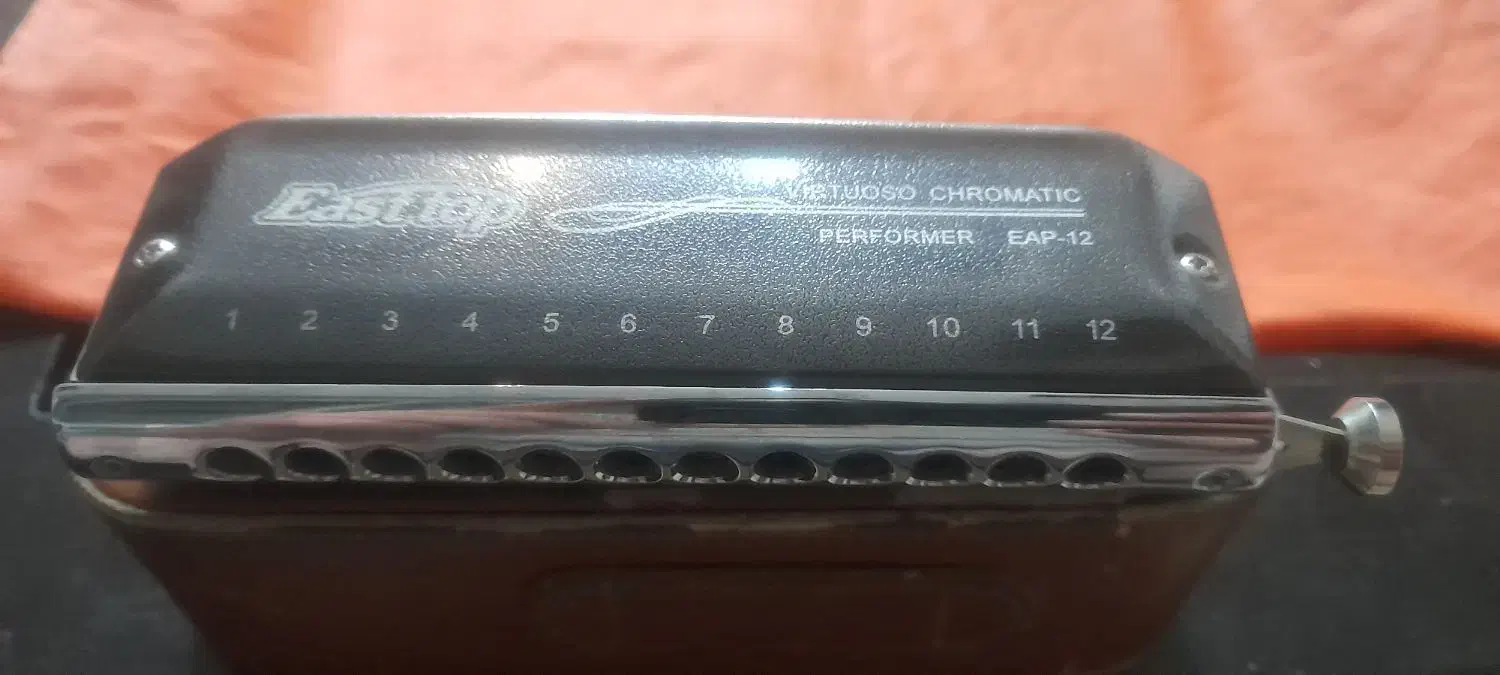 Easttop
VIRTUOSO CHROMATIC
PERFORMER EAP-12
1 2 3 4 5 6 7 8 9 10 11 12